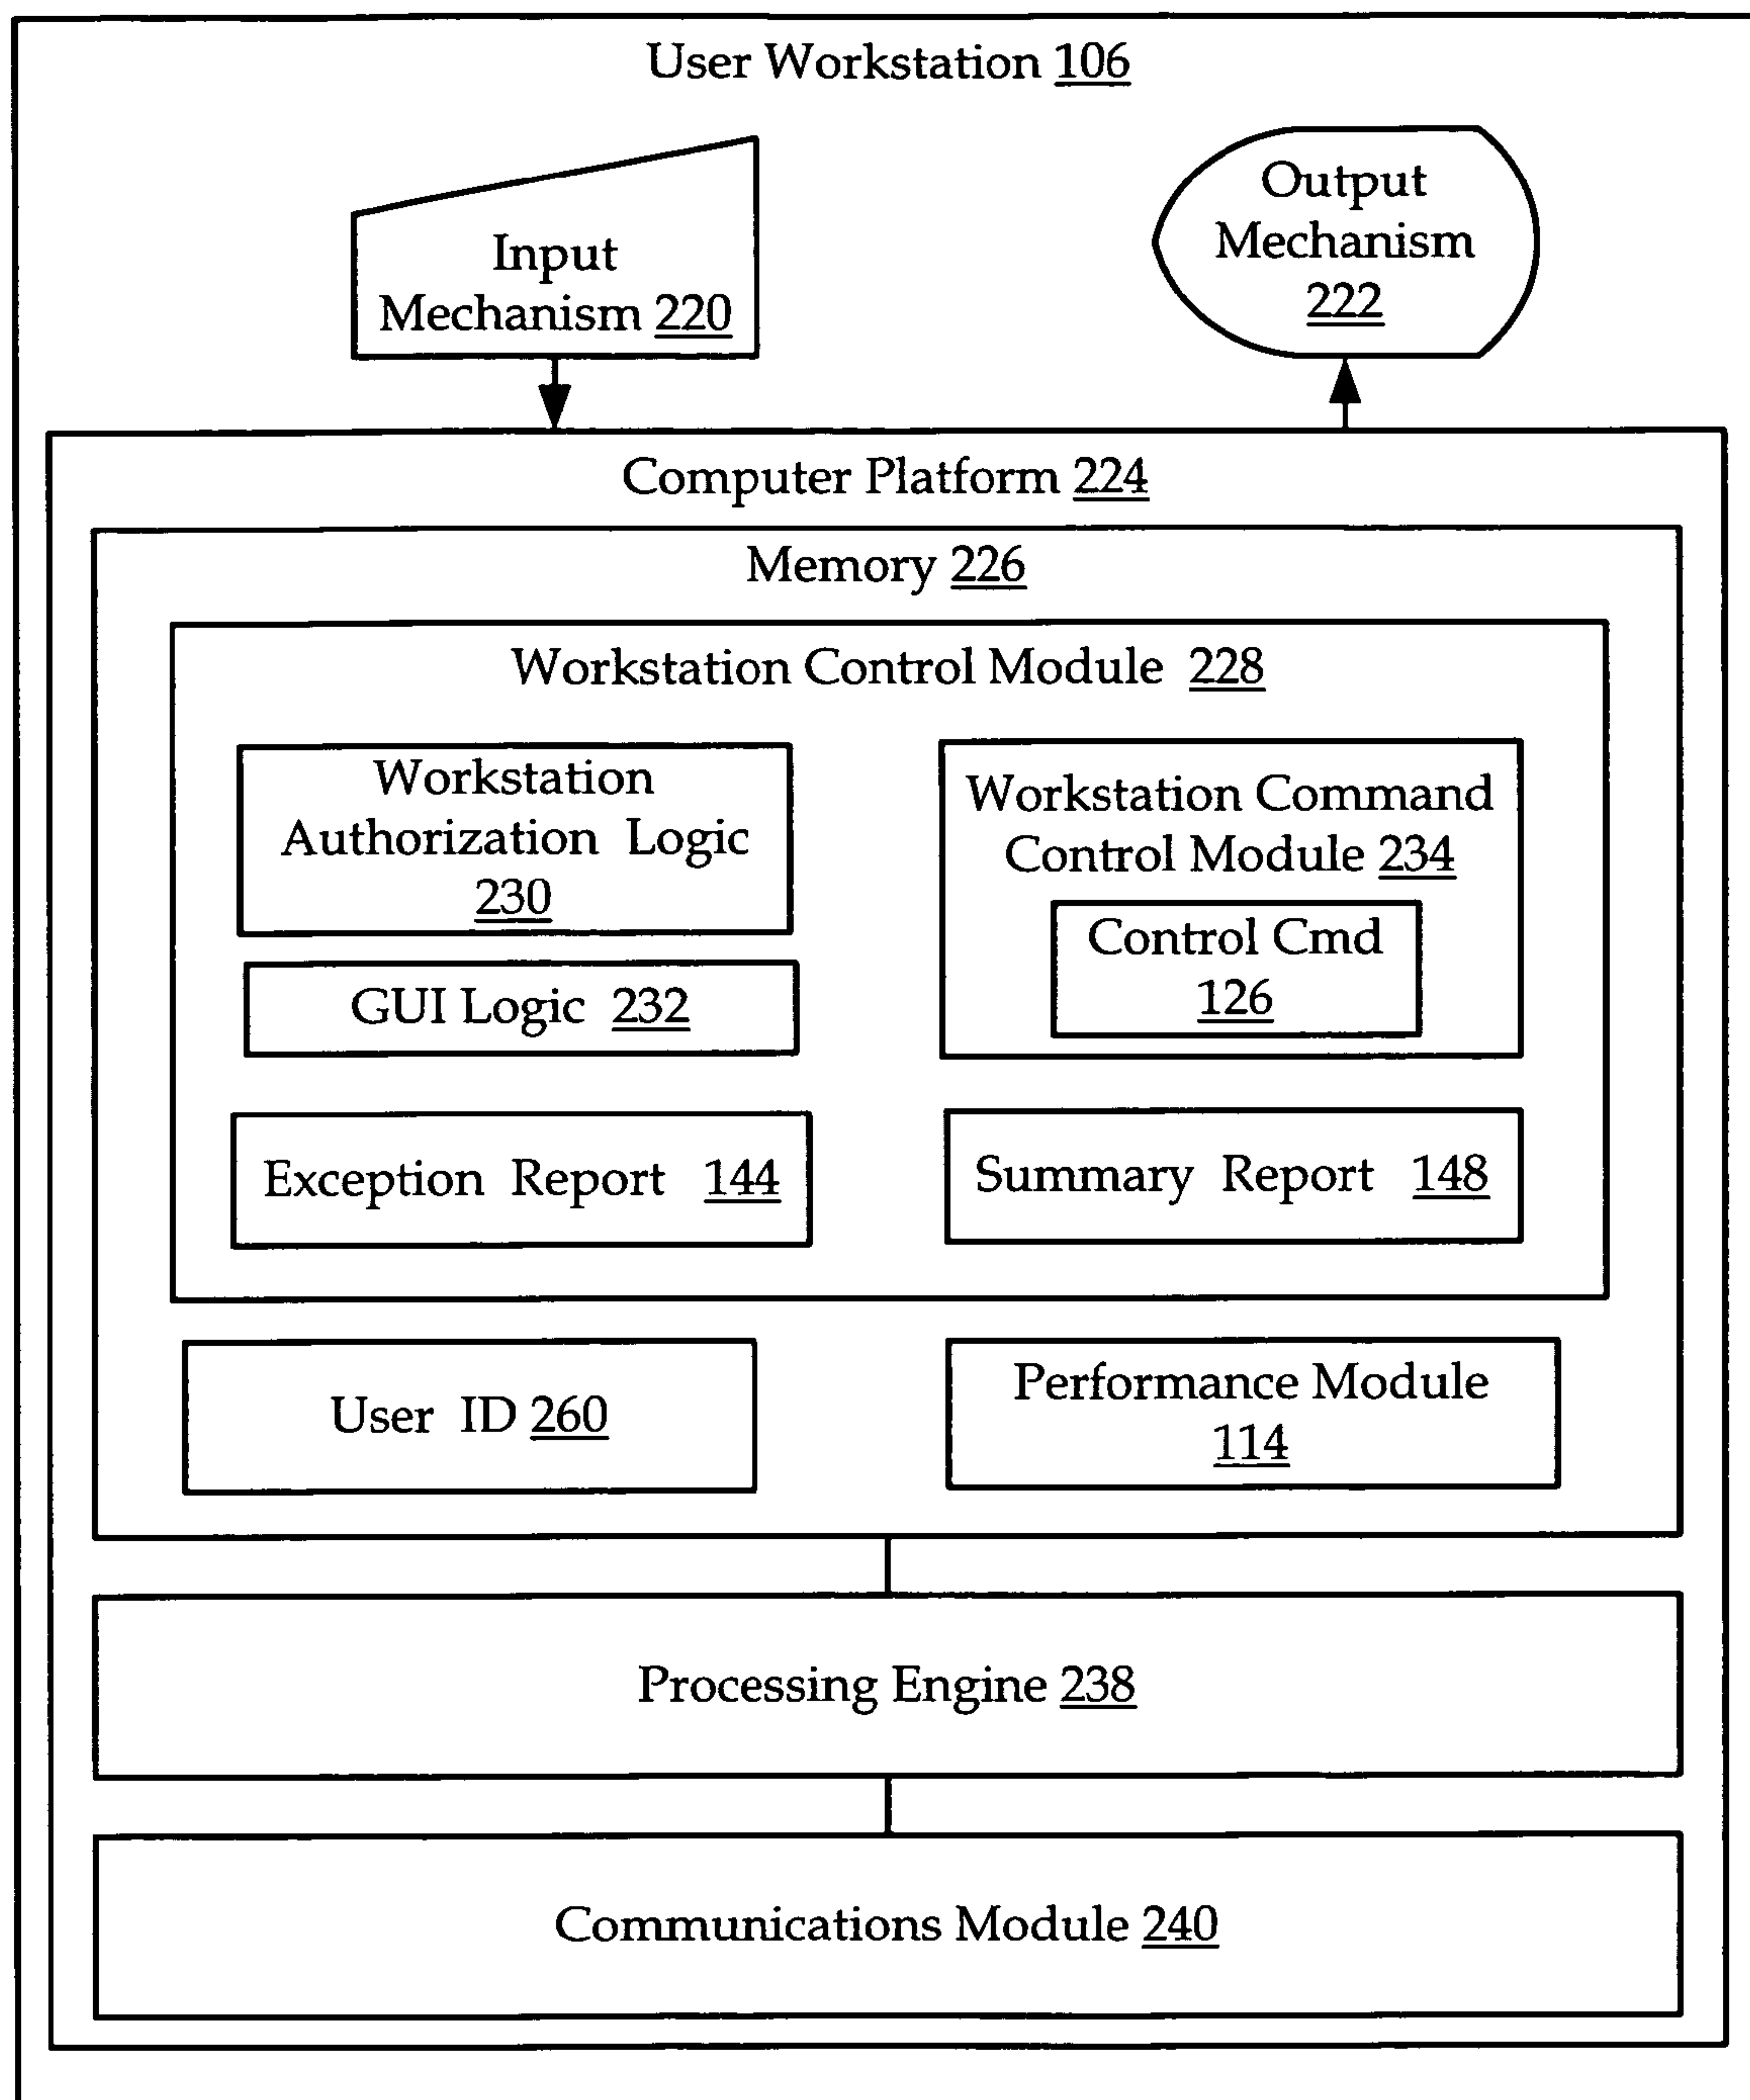 User Workstation 106
Input
Mechanism 220
Output
Mechanism
222
Computer Platform 224
Memory 226
Workstation Control Module 228
Workstation
Authorization Logic
230
Workstation Command
Control Module 234
Control Cmd
126
GUI Logic 232
Exception Report 144
Summary Report 148
User ID 260
Performance Module
114
Processing Engine 238
Communications Module 240